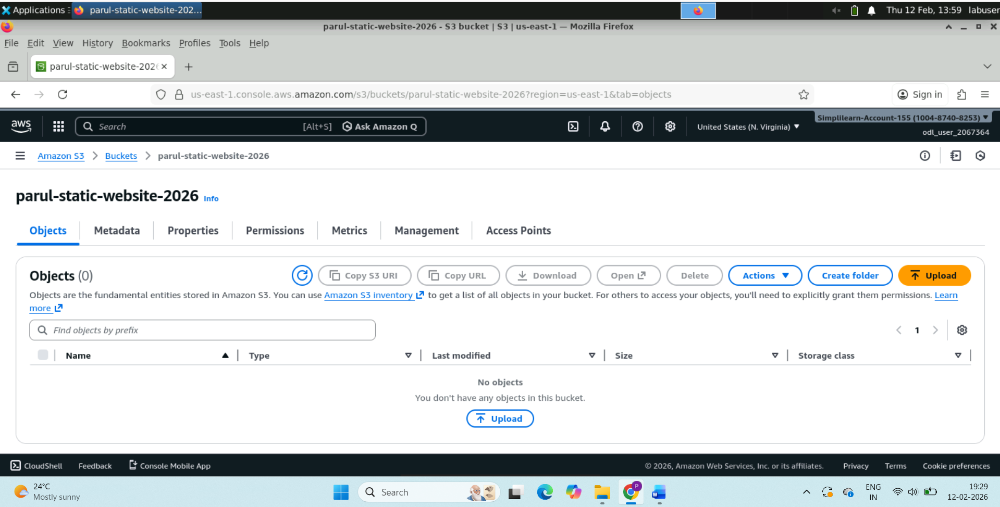 Applications
parul-static-website-202...
Thu 12 Feb, 13:59 labuser
parul-static-website-2026 - S3 bucket | S3 | us-east-1 — Mozilla Firefox
File Edit View History Bookmarks Profiles Tools Help
parul-static-website-202
us-east-1.console.aws.amazon.com/s3/buckets/parul-static-website-2026?region=us-east-1&tab=objects
Sign in
aws
Search [Alt+S] Ask Amazon Q
United States (N. Virginia)
Simplilearn-Account-155 (1004-8740-8253)
odl_user_2067364
Amazon S3 > Buckets > parul-static-website-2026
parul-static-website-2026 Info
Objects Metadata Properties Permissions Metrics Management Access Points
Objects (0)
Copy S3 URI Copy URL Download Open Delete Actions Create folder Upload
Objects are the fundamental entities stored in Amazon S3. You can use Amazon S3 inventory to get a list of all objects in your bucket. For others to access your objects, you'll need to explicitly grant them permissions. Learn
more
Find objects by prefix
1
Name Type Last modified Size Storage class
No objects
You don't have any objects in this bucket.
Upload
CloudShell Feedback Console Mobile App
© 2026, Amazon Web Services, Inc. or its affiliates. Privacy Terms Cookie preferences
24°C
Mostly sunny
Search
P
W
ENG
IN
19:29
12-02-2026